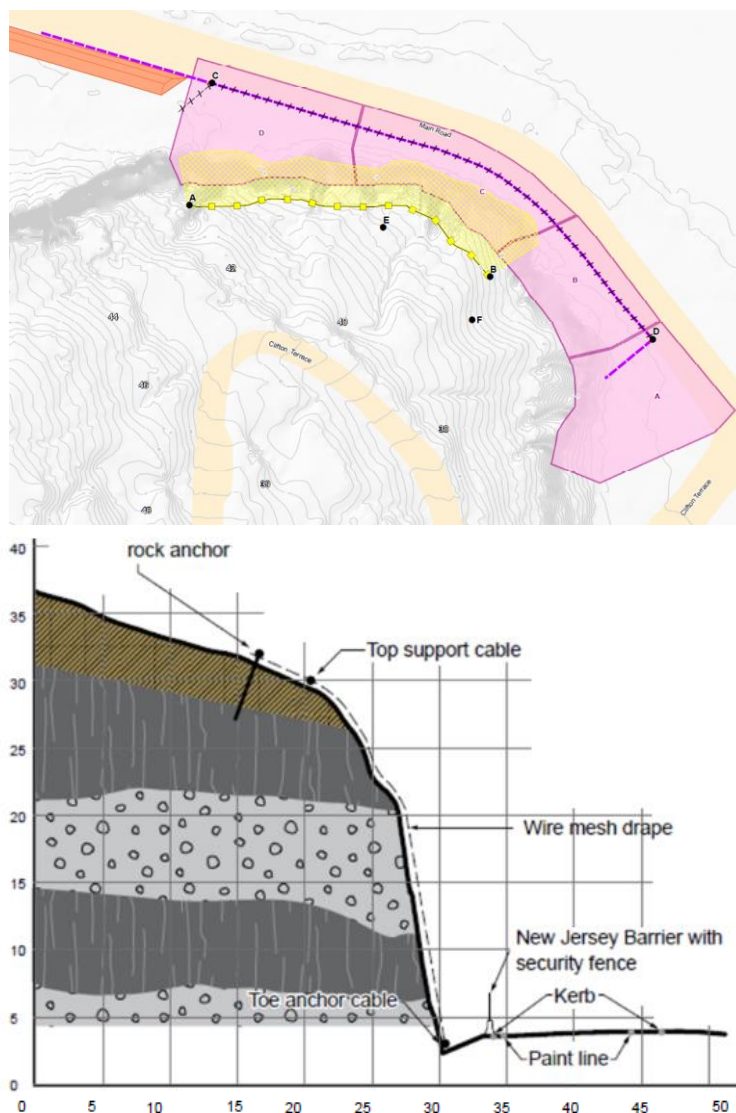 C
Main Road
D
C
A
E
B
B
42
D
44
40
F
Clifton Terrace
A
46
38
39
48
Clifton Terrace
40
rock anchor
35
Top support cable
30
25
20
Wire mesh drape
15
10
New Jersey Barrier with
security fence
5
Toe anchor cable
Kerb
Paint line
0
0 5 10 15 20 25 30 35 40 45 50